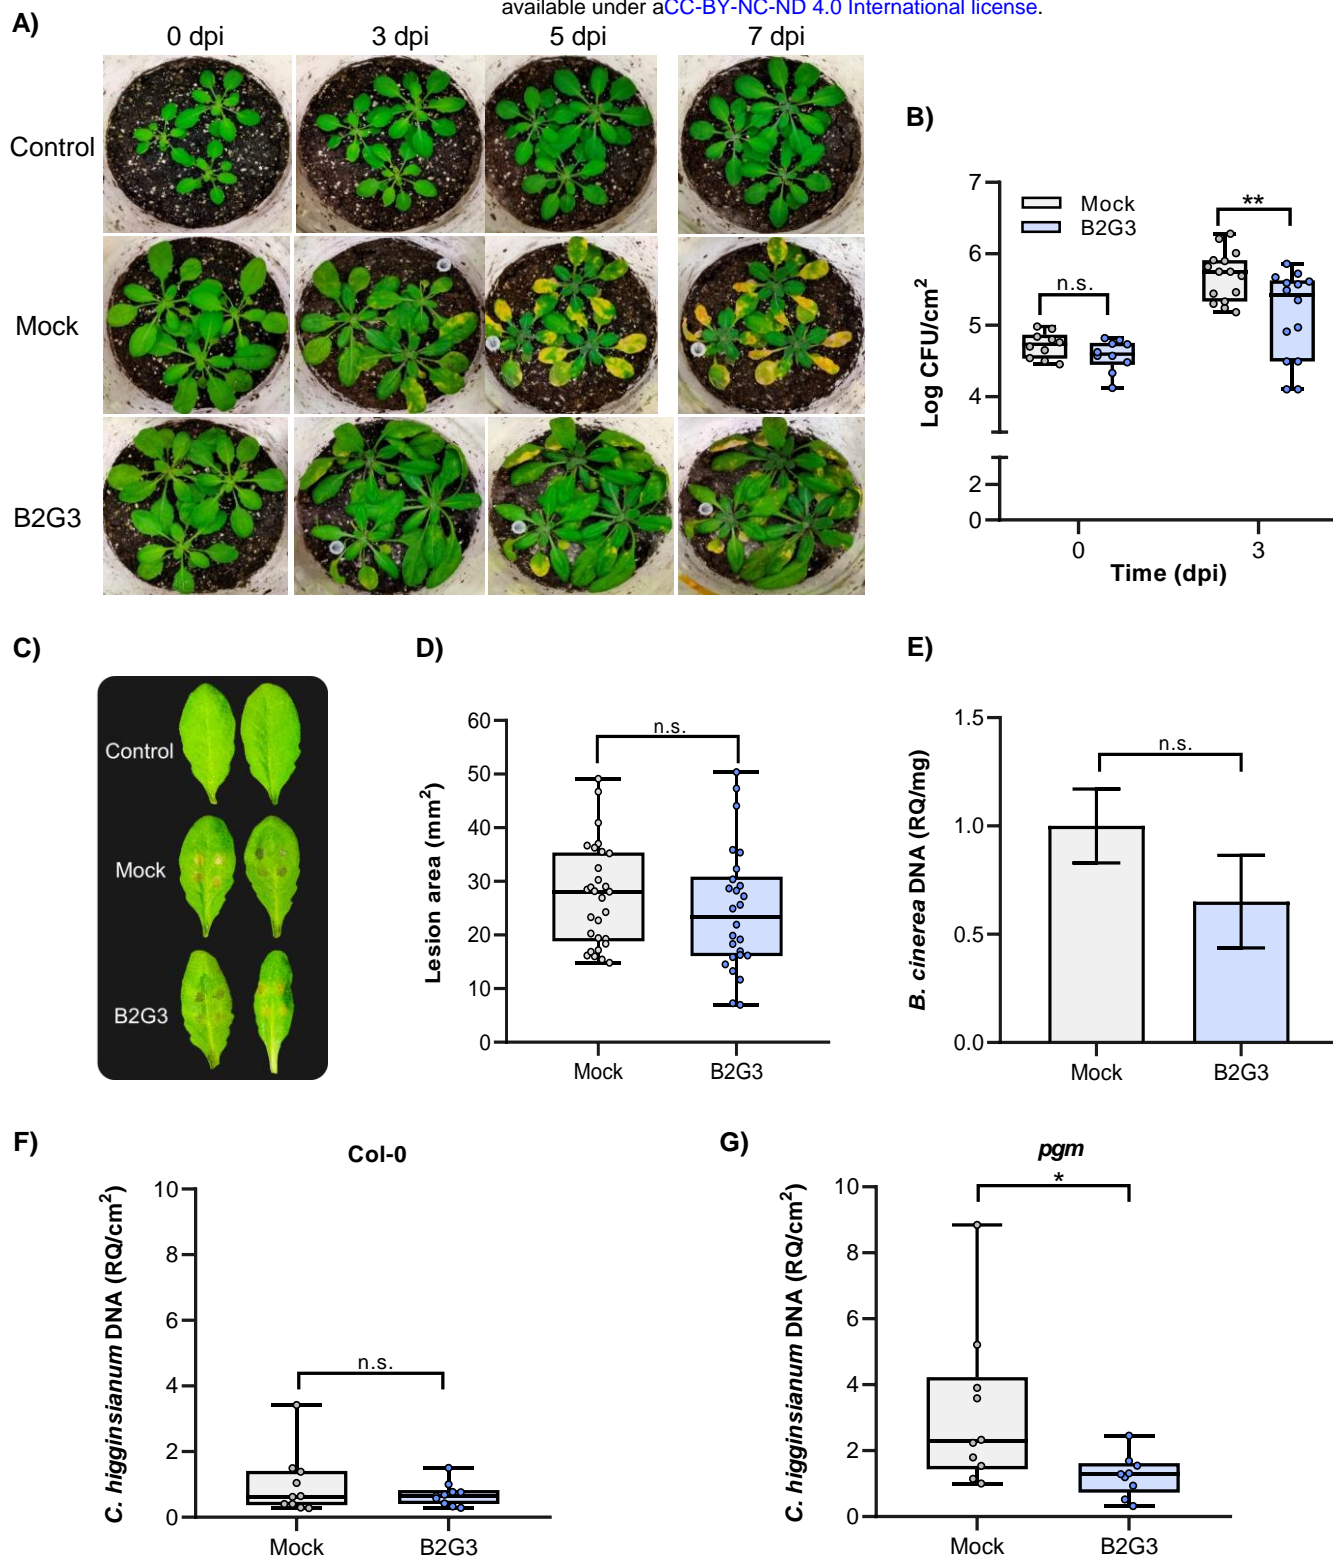 available under aCC-BY-NC-ND 4.0 International license.
A)
0 dpi 3 dpi 5 dpi 7 dpi
Control
Mock
B2G3
B)
Log CFU/cm²
7
6
5
4
2
0
Mock
B2G3
n.s.
**
0 3
Time (dpi)
C)
Control
Mock
B2G3
D)
Lesion area (mm²)
60
50
40
30
20
10
0
n.s.
Mock B2G3
E)
B. cinerea DNA (RQ/mg)
1.5
1.0
0.5
0.0
n.s.
Mock B2G3
F)
Col-0
C. higginsianum DNA (RQ/cm²)
10
8
6
4
2
0
n.s.
Mock B2G3
G)
pgm
C. higginsianum DNA (RQ/cm²)
10
8
6
4
2
0
*
Mock B2G3